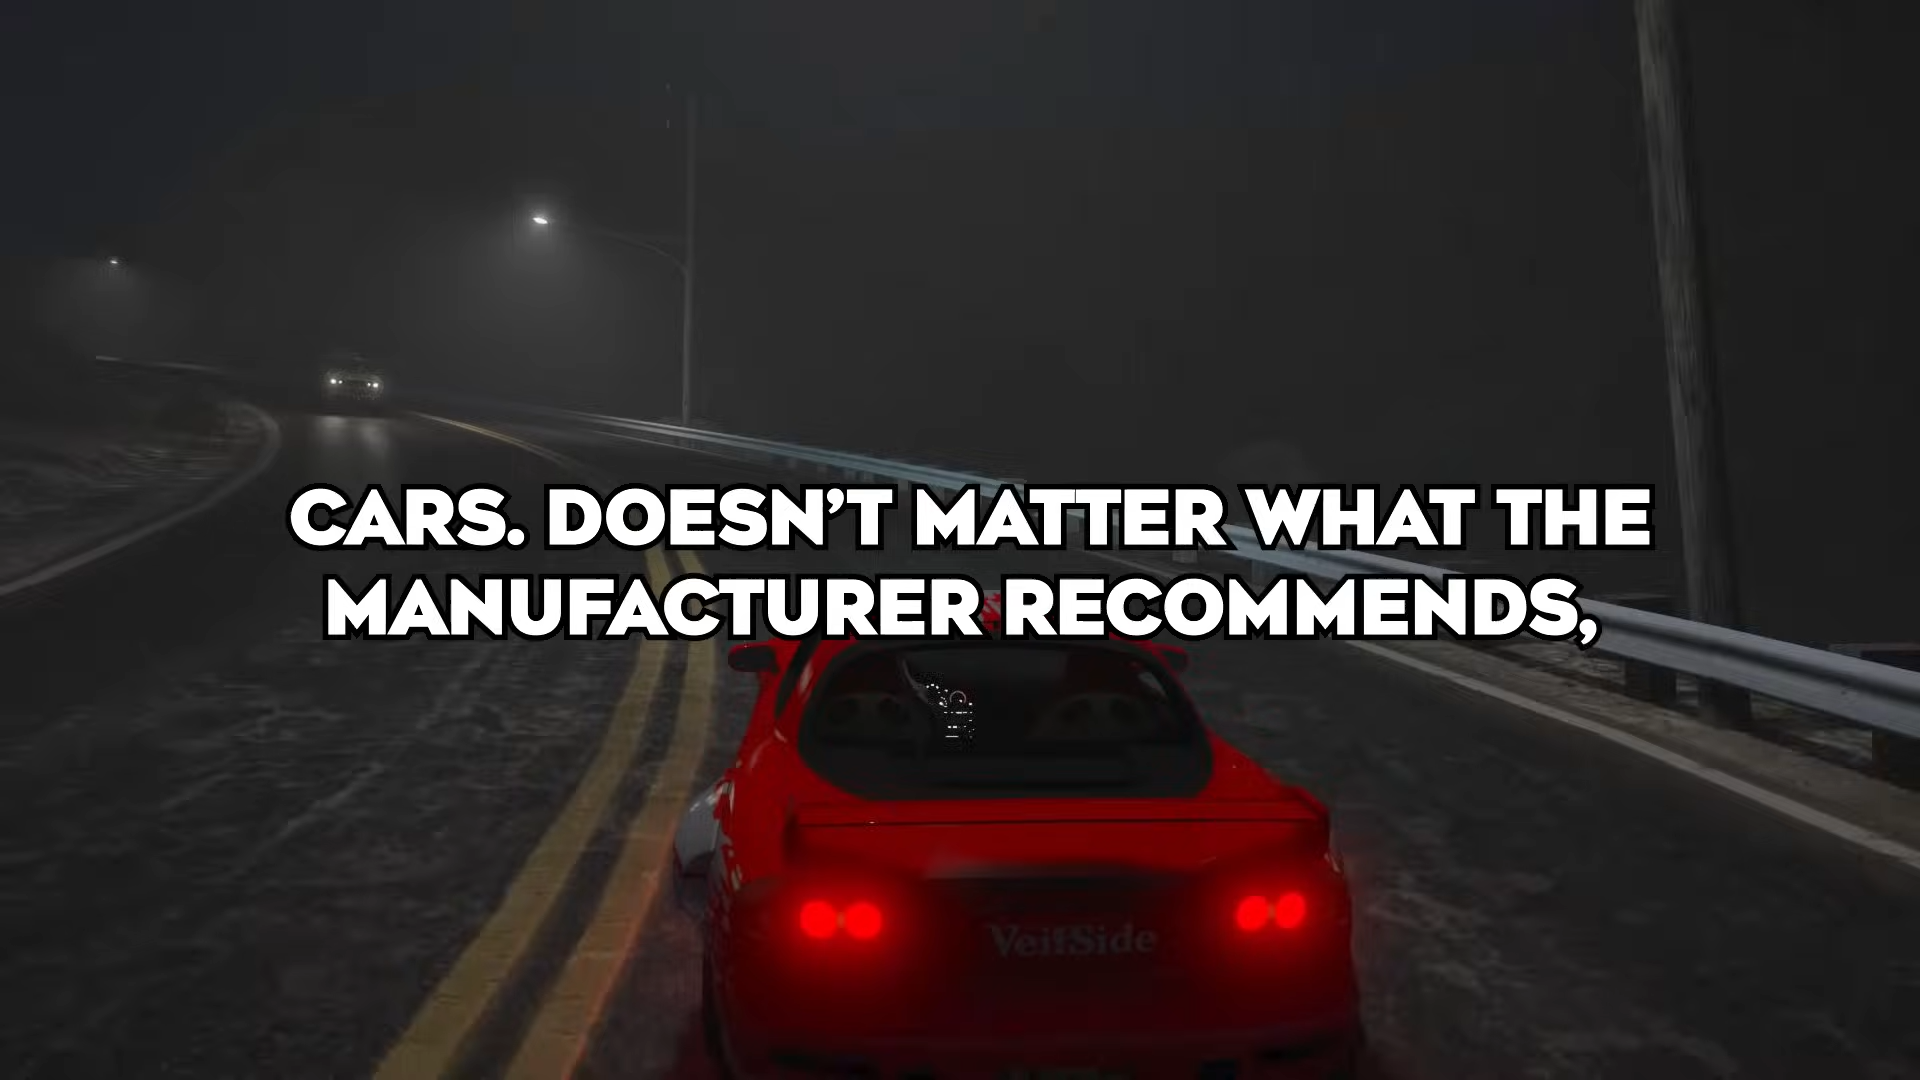 CARS. DOESN’T MATTER WHAT THE
MANUFACTURER RECOMMENDS,
VeilSide